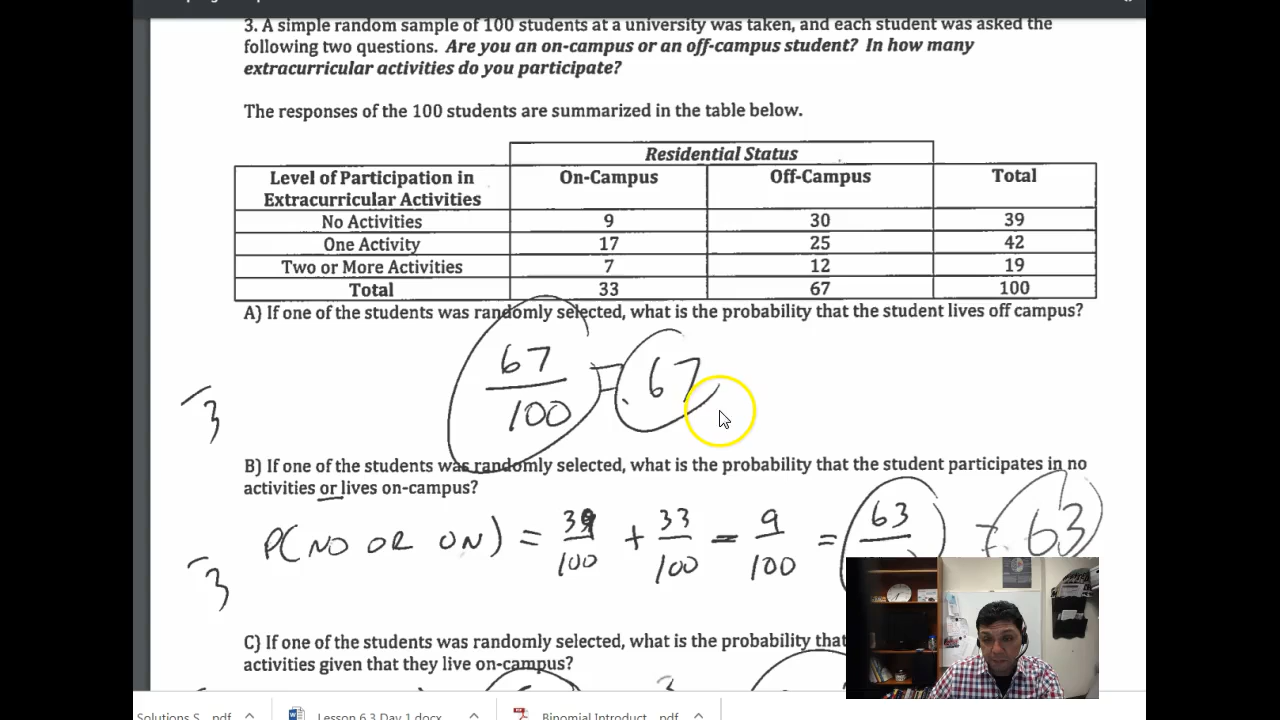 3. A simple random sample of 100 students at a university was taken, and each student was asked the
following two questions. Are you an on-campus or an off-campus student? In how many
extracurricular activities do you participate?
The responses of the 100 students are summarized in the table below.
Residential Status
Level of Participation in Extracurricular Activities On-Campus Off-Campus Total
No Activities 9 30 39
One Activity 17 25 42
Two or More Activities 7 12 19
Total 33 67 100
A) If one of the students was randomly selected, what is the probability that the student lives off campus?
67/100 = .67
-3
B) If one of the students was randomly selected, what is the probability that the student participates in no
activities or lives on-campus?
P(NO OR ON) = 39/100 + 33/100 - 9/100 = 63 = .63
-3
C) If one of the students was randomly selected, what is the probability that
activities given that they live on-campus?
Solutions S....pdf Lesson 6.3 Day 1.docx Binomial Introduct....pdf